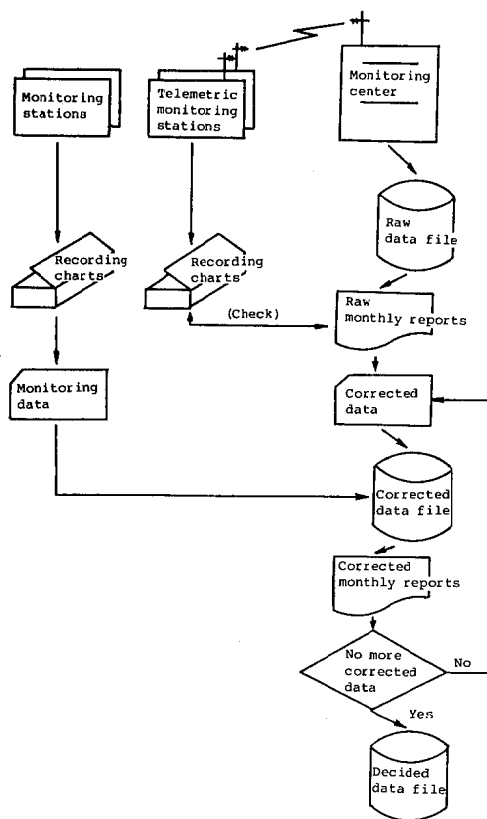 Monitoring
stations
Telemetric
monitoring
stations
Monitoring
center
Raw
data file
Recording
charts
Recording
charts
(Check)
Raw
monthly reports
Monitoring
data
Corrected
data
Corrected
data file
Corrected
monthly reports
No more
corrected
data
No
Yes
Decided
data file